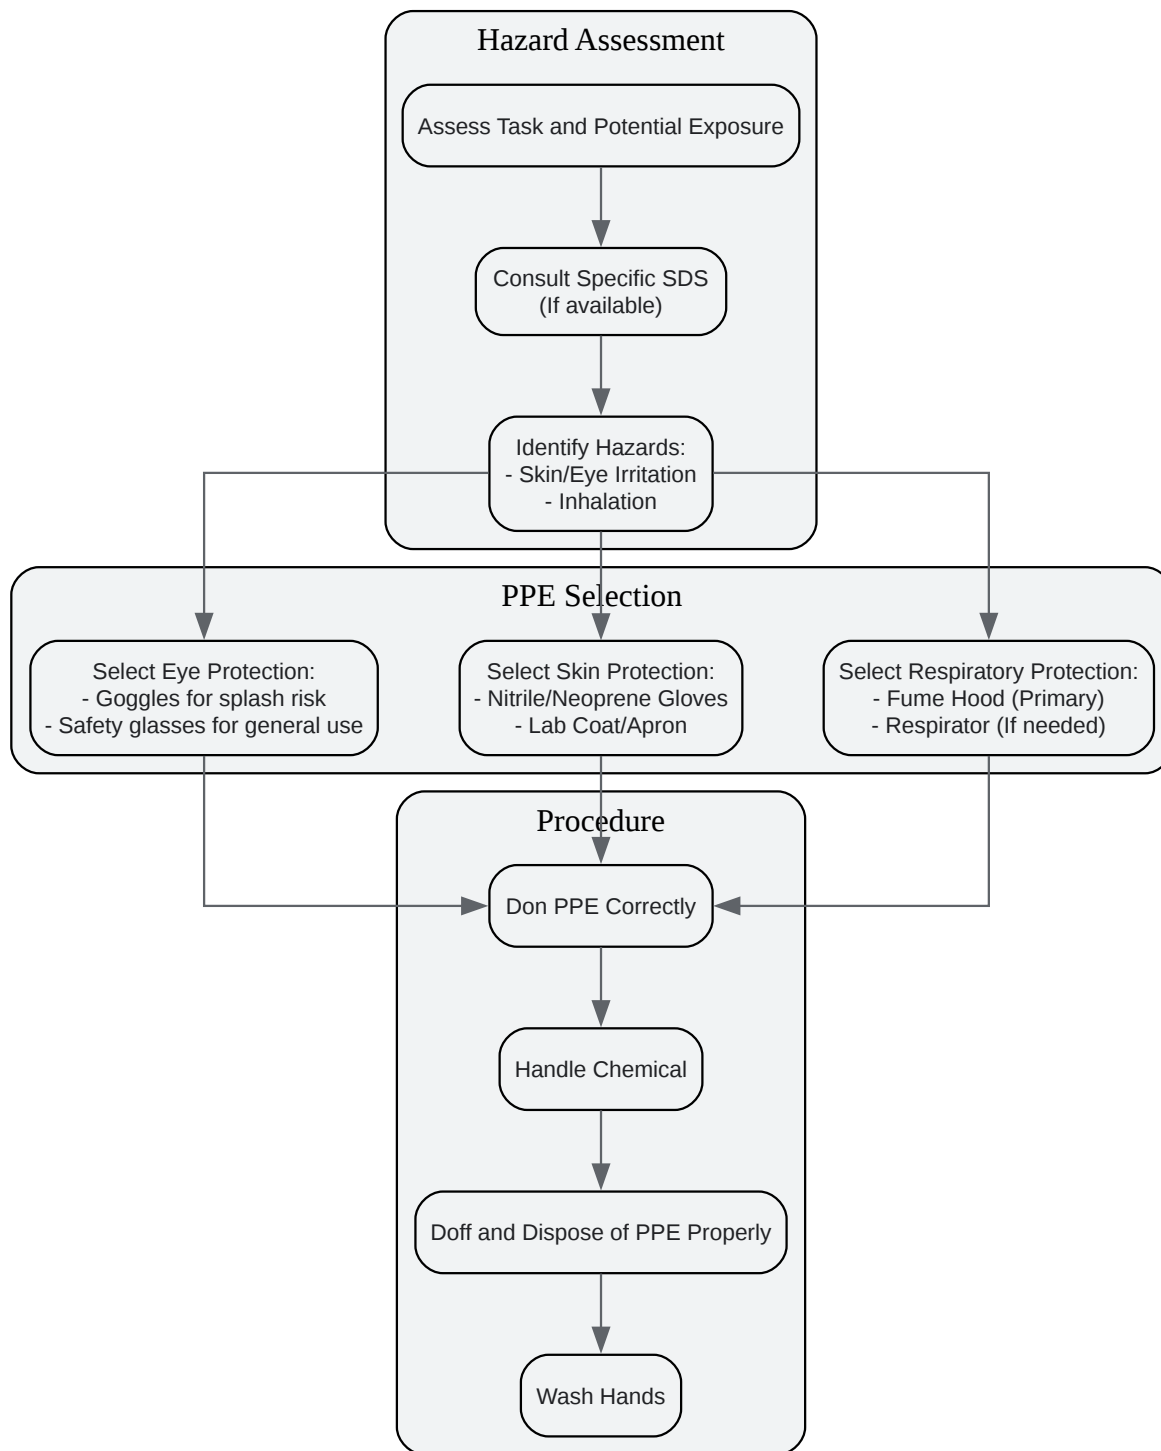 Hazard Assessment
Assess Task and Potential Exposure
Consult Specific SDS
(If available)
Identify Hazards:
- Skin/Eye Irritation
- Inhalation
PPE Selection
Select Eye Protection:
- Goggles for splash risk
- Safety glasses for general use
Select Skin Protection:
- Nitrile/Neoprene Gloves
- Lab Coat/Apron
Select Respiratory Protection:
- Fume Hood (Primary)
- Respirator (If needed)
Procedure
Don PPE Correctly
Handle Chemical
Doff and Dispose of PPE Properly
Wash Hands